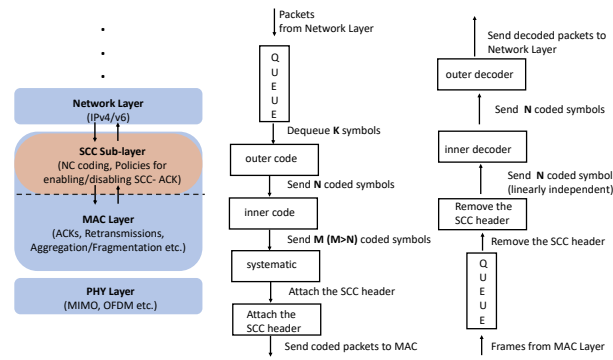 Network Layer
(IPv4/v6)
SCC Sub-layer
(NC coding, Policies for
enabling/disabling SCC- ACK)
MAC Layer
(ACKs, Retransmissions,
Aggregation/Fragmentation etc.)
PHY Layer
(MIMO, OFDM etc.)
Packets
from Network Layer
Q
U
E
U
E
Dequeue K symbols
outer code
Send N coded symbols
inner code
Send M (M>N) coded symbols
systematic
Attach the SCC header
Attach the
SCC header
Send coded packets to MAC
Send decoded packets to
Network Layer
outer decoder
Send N coded symbols
inner decoder
Send N coded symbol
(linearly independent)
Remove the
SCC header
Remove the SCC header
Q
U
E
U
E
Frames from MAC Layer